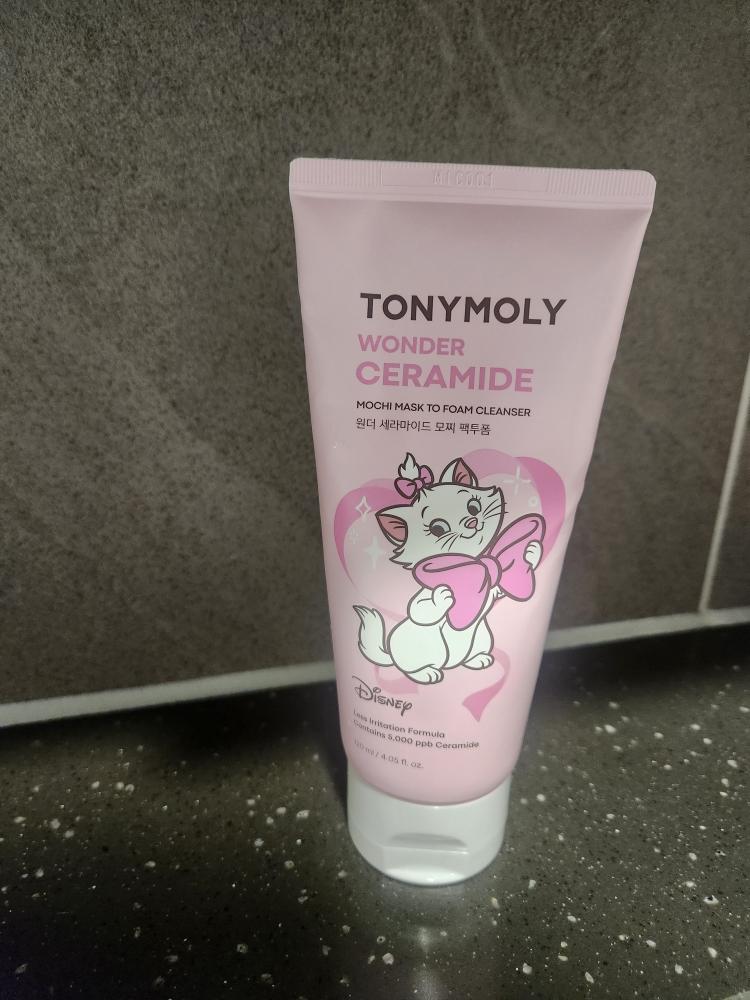 TONYMOLY
WONDER
CERAMIDE
MOCHI MASK TO FOAM CLEANSER
원더 세라마이드 모찌 팩투폼
Disney
Less Irritation Formula
Contains 5,000 ppb Ceramide
120 ml / 4.05 fl. oz.